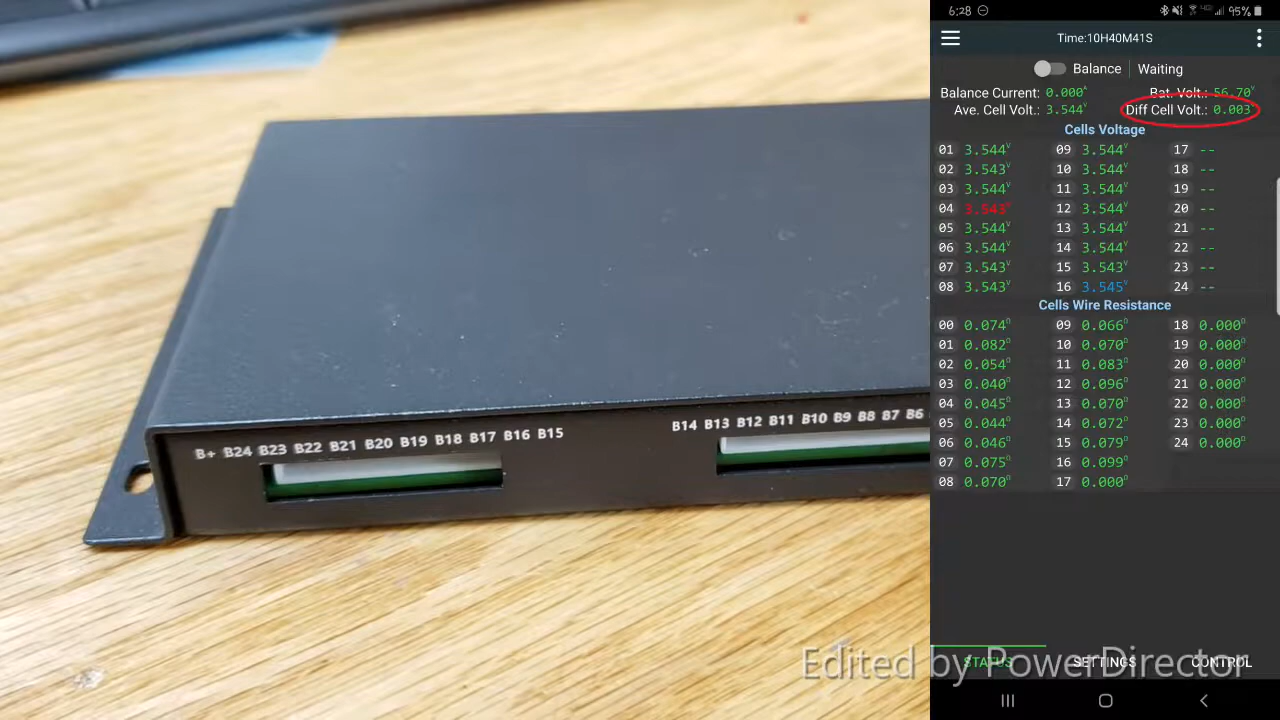 6:28 95%
Time:10H40M41S
Balance Waiting
Balance Current: 0.000A Bat. Volt.: 56.70V
Ave. Cell Volt.: 3.544V Diff Cell Volt.: 0.003
Cells Voltage
01 3.544V 09 3.544V 17 --
02 3.543V 10 3.544V 18 --
03 3.544V 11 3.544V 19 --
04 3.543V 12 3.544V 20 --
05 3.544V 13 3.544V 21 --
06 3.544V 14 3.544V 22 --
07 3.543V 15 3.543V 23 --
08 3.543V 16 3.545V 24 --
Cells Wire Resistance
00 0.074Ω 09 0.066Ω 18 0.000Ω
01 0.082Ω 10 0.070Ω 19 0.000Ω
02 0.054Ω 11 0.083Ω 20 0.000Ω
03 0.040Ω 12 0.096Ω 21 0.000Ω
04 0.045Ω 13 0.070Ω 22 0.000Ω
05 0.044Ω 14 0.072Ω 23 0.000Ω
06 0.046Ω 15 0.079Ω 24 0.000Ω
07 0.075Ω 16 0.099Ω
08 0.070Ω 17 0.000Ω
B+ B24 B23 B22 B21 B20 B19 B18 B17 B16 B15
B14 B13 B12 B11 B10 B9 B8 B7 B6
STATUS SETTINGS CONTROL
Edited by PowerDirector